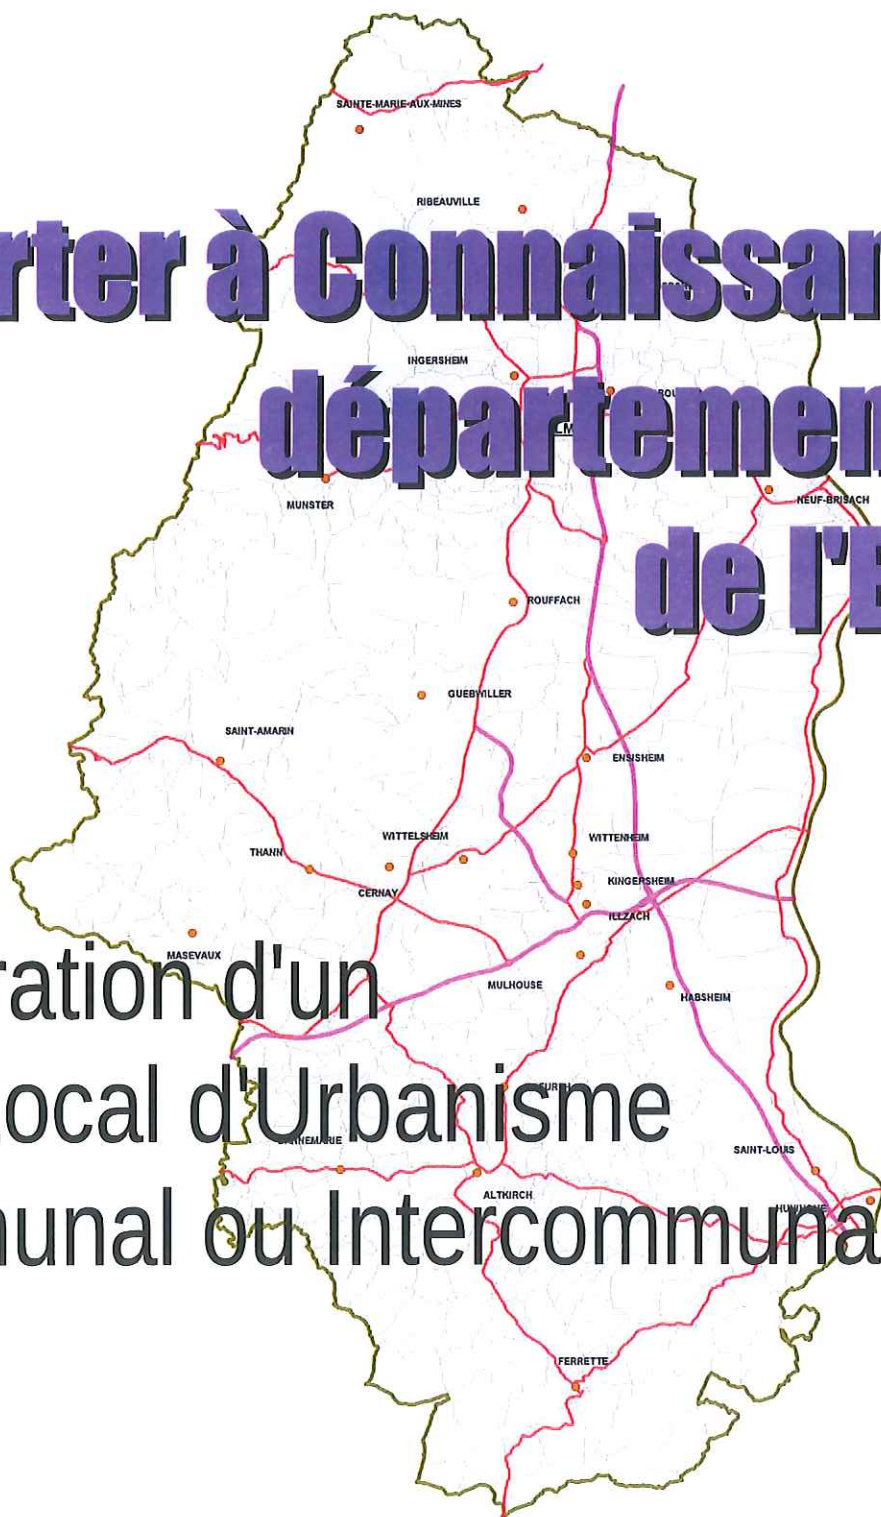 SAINTE-MARIE-AUX-MINES
RIBEAUVILLE
rter à Connaissan
INGERSHEIM
départemen
MUNSTER
NEUF-BRISACH
de l'E
ROUFFACH
GUEBWILLER
SAINT-AMARIN
ENSISHEIM
WITTELSHEIM
WITTENHEIM
THANN
KINGERSHEIM
CERNAY
ILLZACH
MASEVAUX
ration d'un
MULHOUSE
HABSHEIM
ocal d'Urbanisme
SAINT-LOUIS
ALTKIRCH
unal ou Intercommuna
FERRETTE